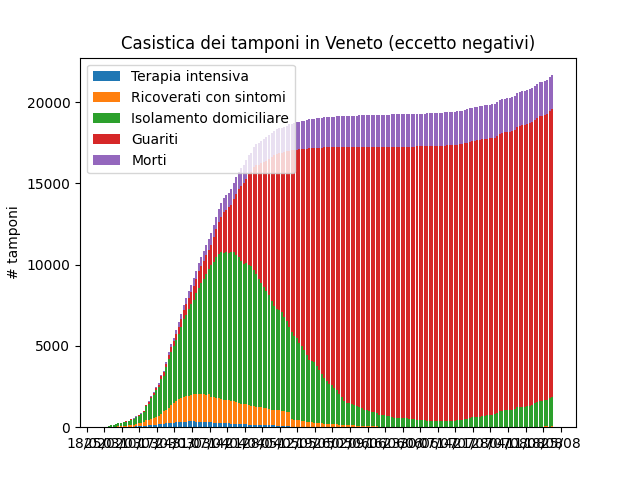 Casistica dei tamponi in Veneto (eccetto negativi)
Terapia intensiva
Ricoverati con sintomi
Isolamento domiciliare
Guariti
Morti
# tamponi
20000
15000
10000
5000
0